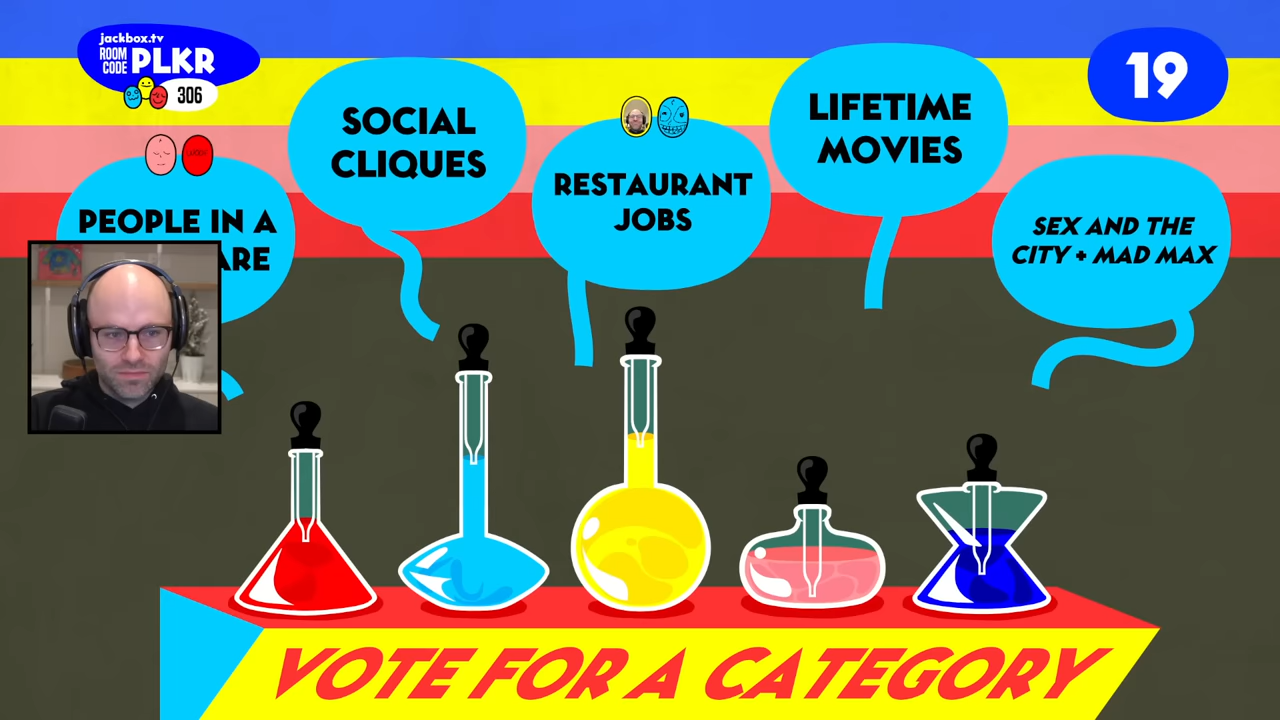 jackbox.tv
ROOM CODE PLKR
306
19
SOCIAL
CLIQUES
LIFETIME
MOVIES
RESTAURANT
JOBS
PEOPLE IN A
SEX AND THE
CITY + MAD MAX
VOTE FOR A CATEGORY